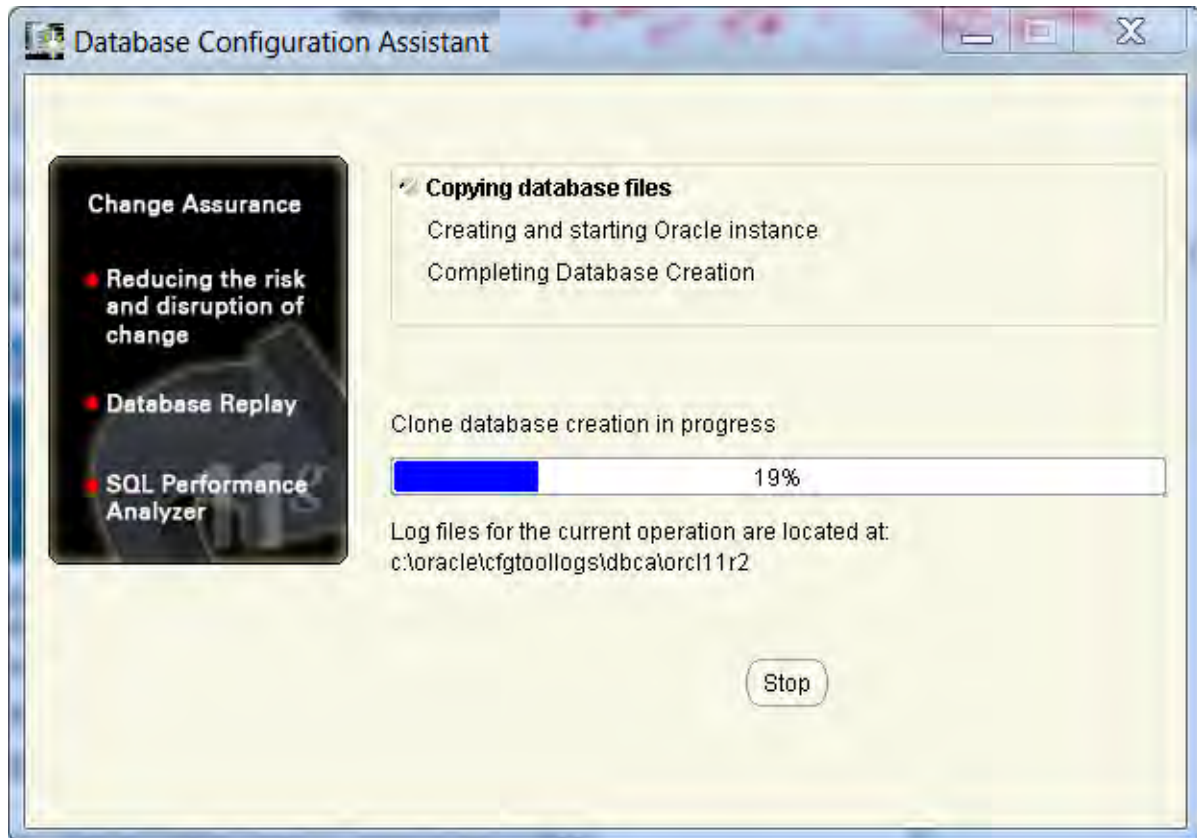 Database Configuration Assistant
Change Assurance
Reducing the risk
and disruption of
change
Database Replay
SQL Performance
Analyzer
11g
Copying database files
Creating and starting Oracle instance
Completing Database Creation
Clone database creation in progress
19%
Log files for the current operation are located at:
c:\oracle\cfgtoollogs\dbca\orcl11r2
Stop